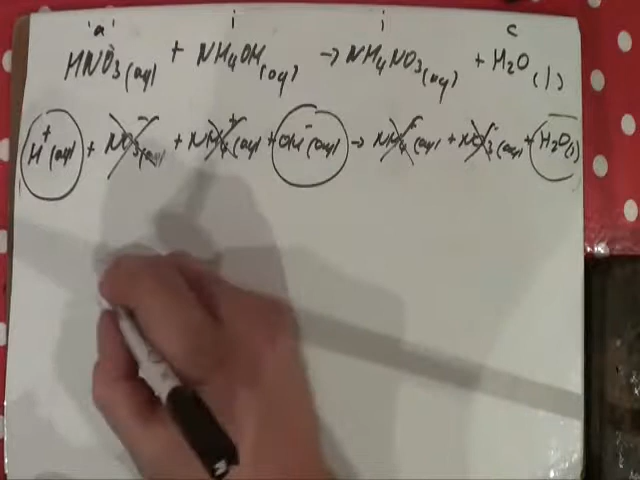 'a' i i c
HNO3(aq) + NH4OH(aq) → NH4NO3(aq) + H2O(l)
H+(aq) + NO3-(aq) + NH4+(aq) + OH-(aq) → NH4+(aq) + NO3-(aq) + H2O(l)